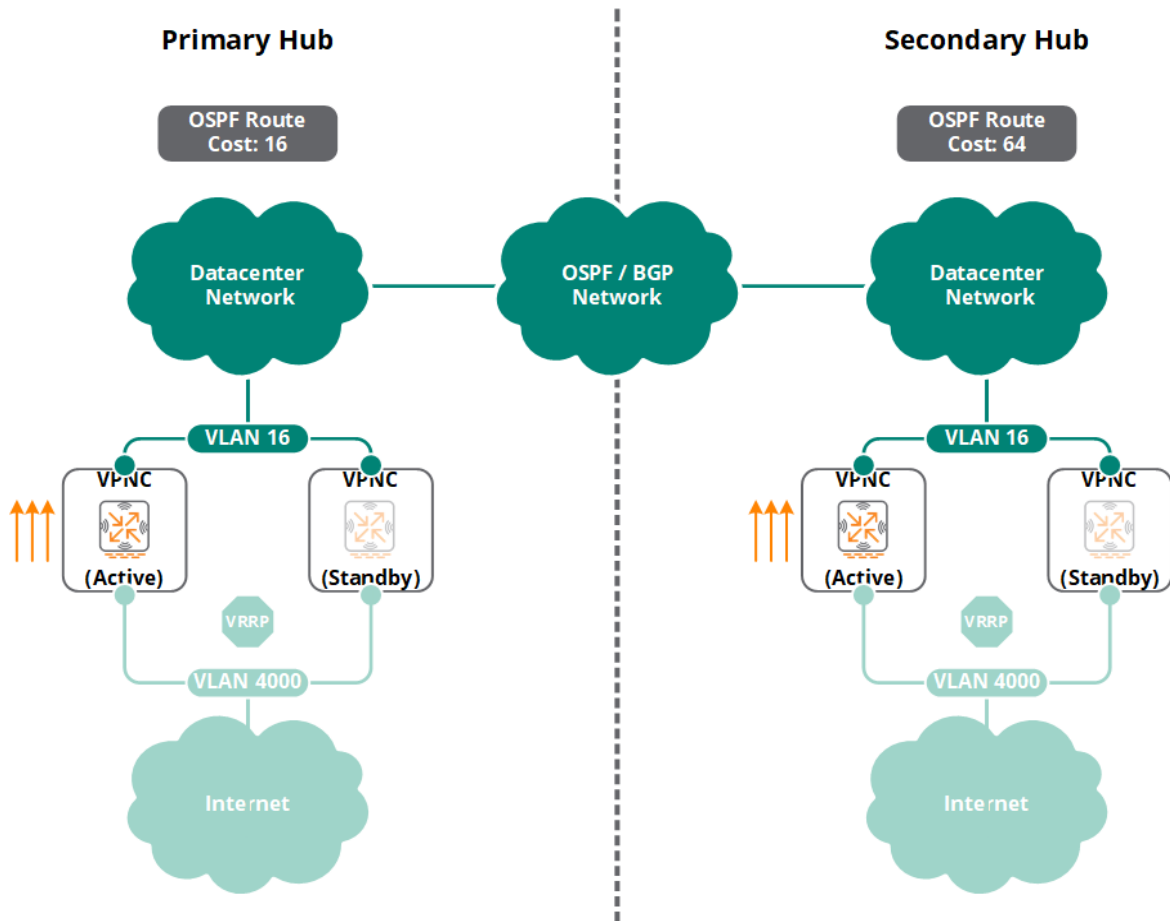 Primary Hub
Secondary Hub
OSPF Route
Cost: 16
OSPF Route
Cost: 64
Datacenter
Network
OSPF / BGP
Network
Datacenter
Network
VLAN 16
VLAN 16
VPNC
(Active)
VPNC
(Standby)
VPNC
(Active)
VPNC
(Standby)
VRRP
VRRP
VLAN 4000
VLAN 4000
Internet
Internet